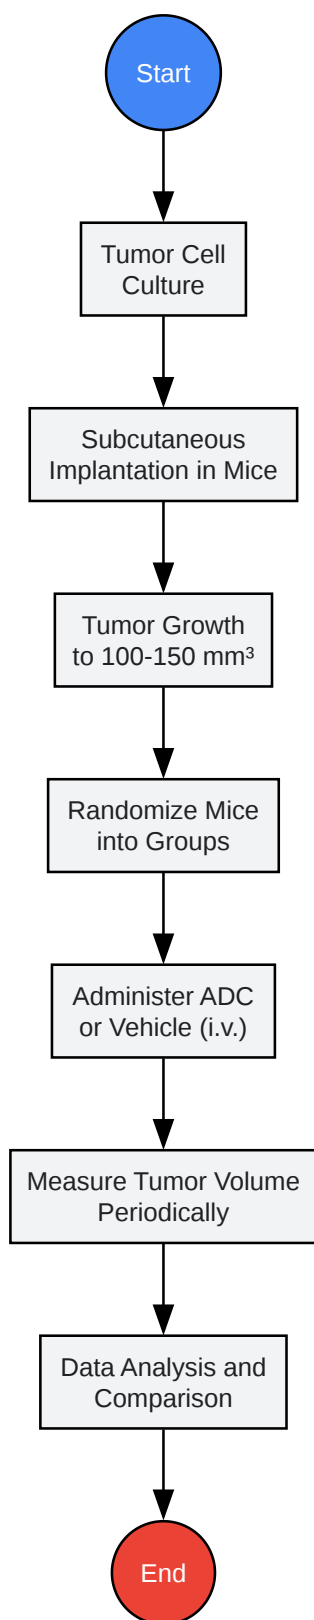 Start
Tumor Cell
Culture
Subcutaneous
Implantation in Mice
Tumor Growth
to 100-150 mm³
Randomize Mice
into Groups
Administer ADC
or Vehicle (i.v.)
Measure Tumor Volume
Periodically
Data Analysis and
Comparison
End